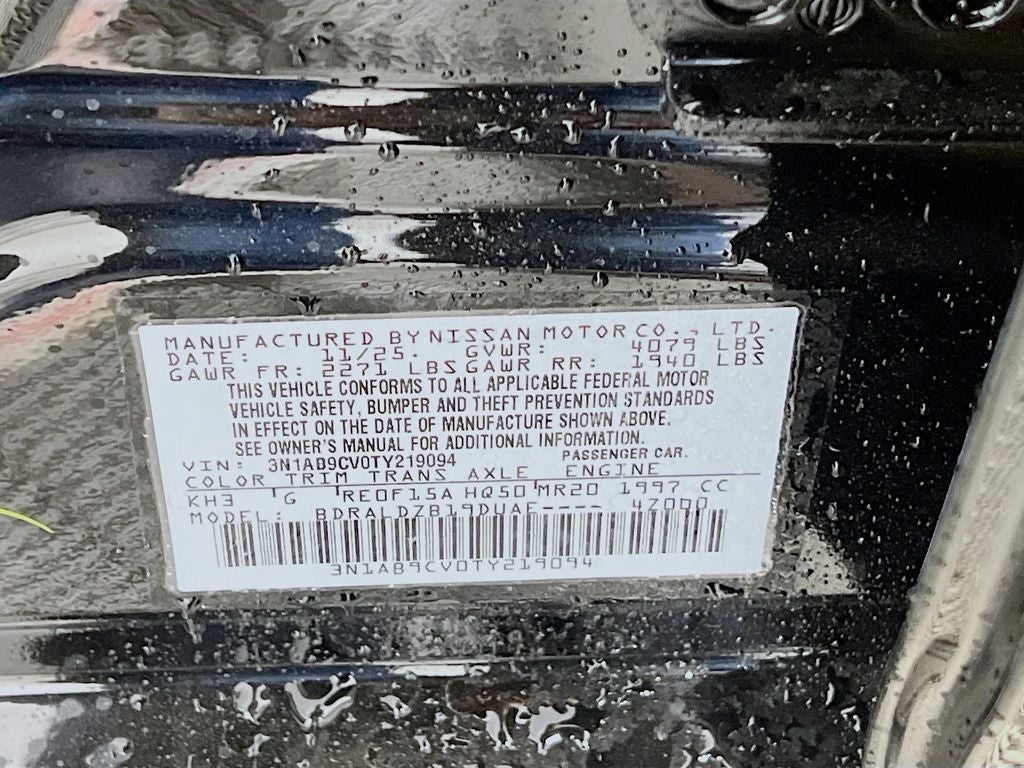 MANUFACTURED BY NISSAN MOTOR CO., LTD.
DATE: 11/25. GVWR: 4079 LBS
GAWR FR: 2271 LBS GAWR RR: 1940 LBS
THIS VEHICLE CONFORMS TO ALL APPLICABLE FEDERAL MOTOR
VEHICLE SAFETY, BUMPER AND THEFT PREVENTION STANDARDS
IN EFFECT ON THE DATE OF MANUFACTURE SHOWN ABOVE.
SEE OWNER'S MANUAL FOR ADDITIONAL INFORMATION.
VIN: 3N1AB9CV0TY219094 PASSENGER CAR.
COLOR TRIM TRANS AXLE ENGINE
KH3 G RE0F15A HQ50 MR20 1997 CC
MODEL: BDRALDZB19DUAE---- 4Z000
3N1AB9CV0TY219094